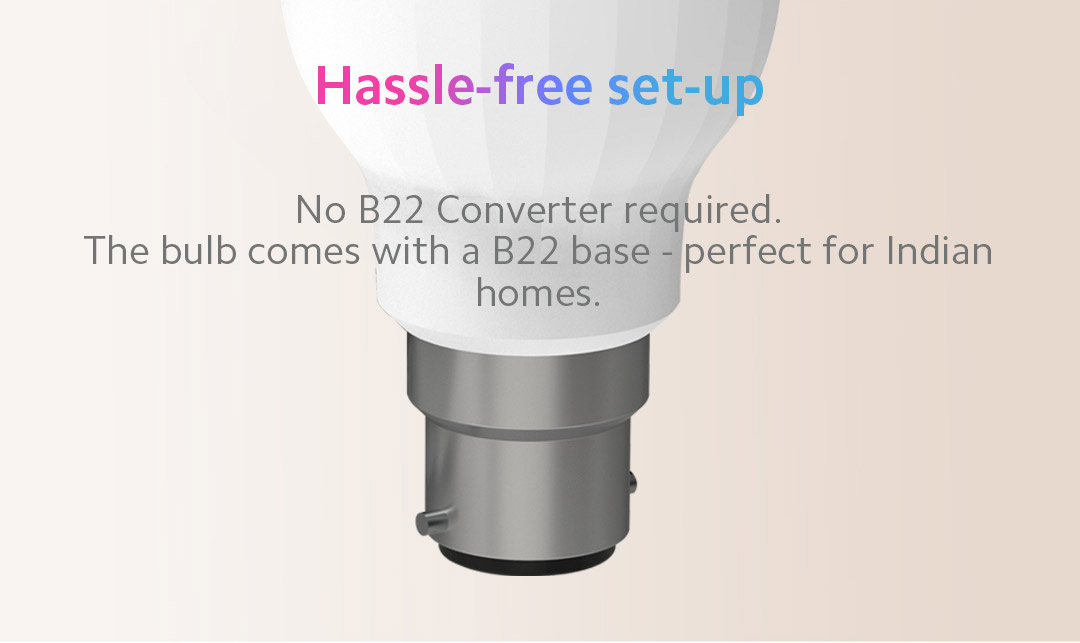 Hassle-free set-up
No B22 Converter required.
The bulb comes with a B22 base - perfect for Indian
homes.